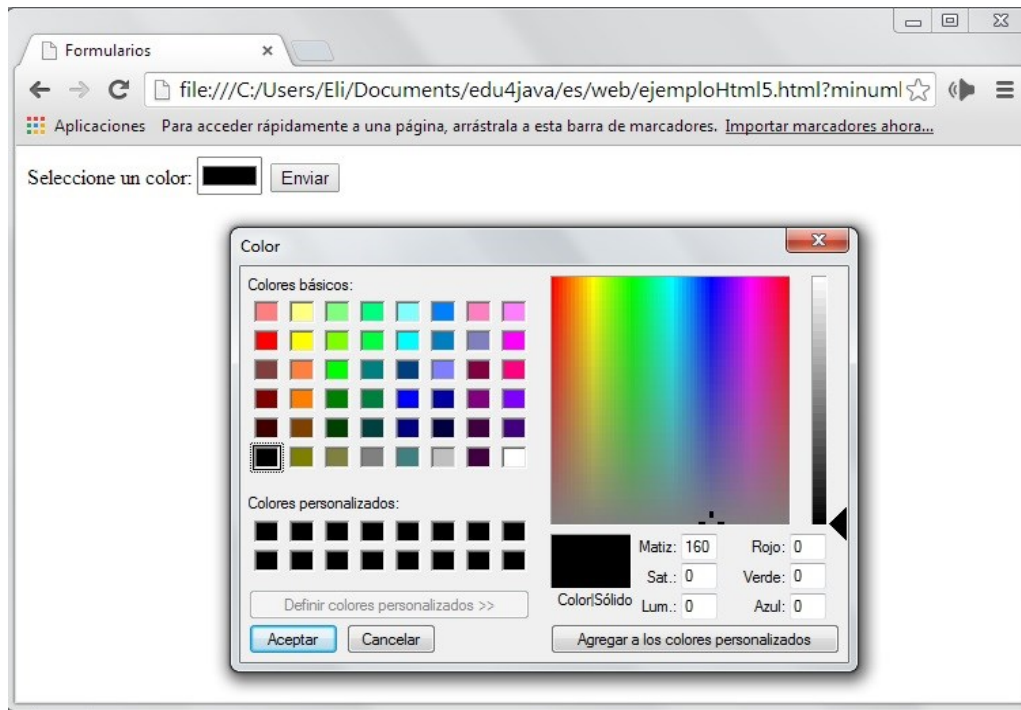 Formularios
file:///C:/Users/Eli/Documents/edu4java/es/web/ejemploHtml5.html?minuml
Aplicaciones Para acceder rápidamente a una página, arrástrala a esta barra de marcadores. Importar marcadores ahora...
Seleccione un color: Enviar
Color
Colores básicos:
Colores personalizados:
Definir colores personalizados >>
Aceptar Cancelar
Color|Sólido
Matiz: 160 Rojo: 0
Sat.: 0 Verde: 0
Lum.: 0 Azul: 0
Agregar a los colores personalizados